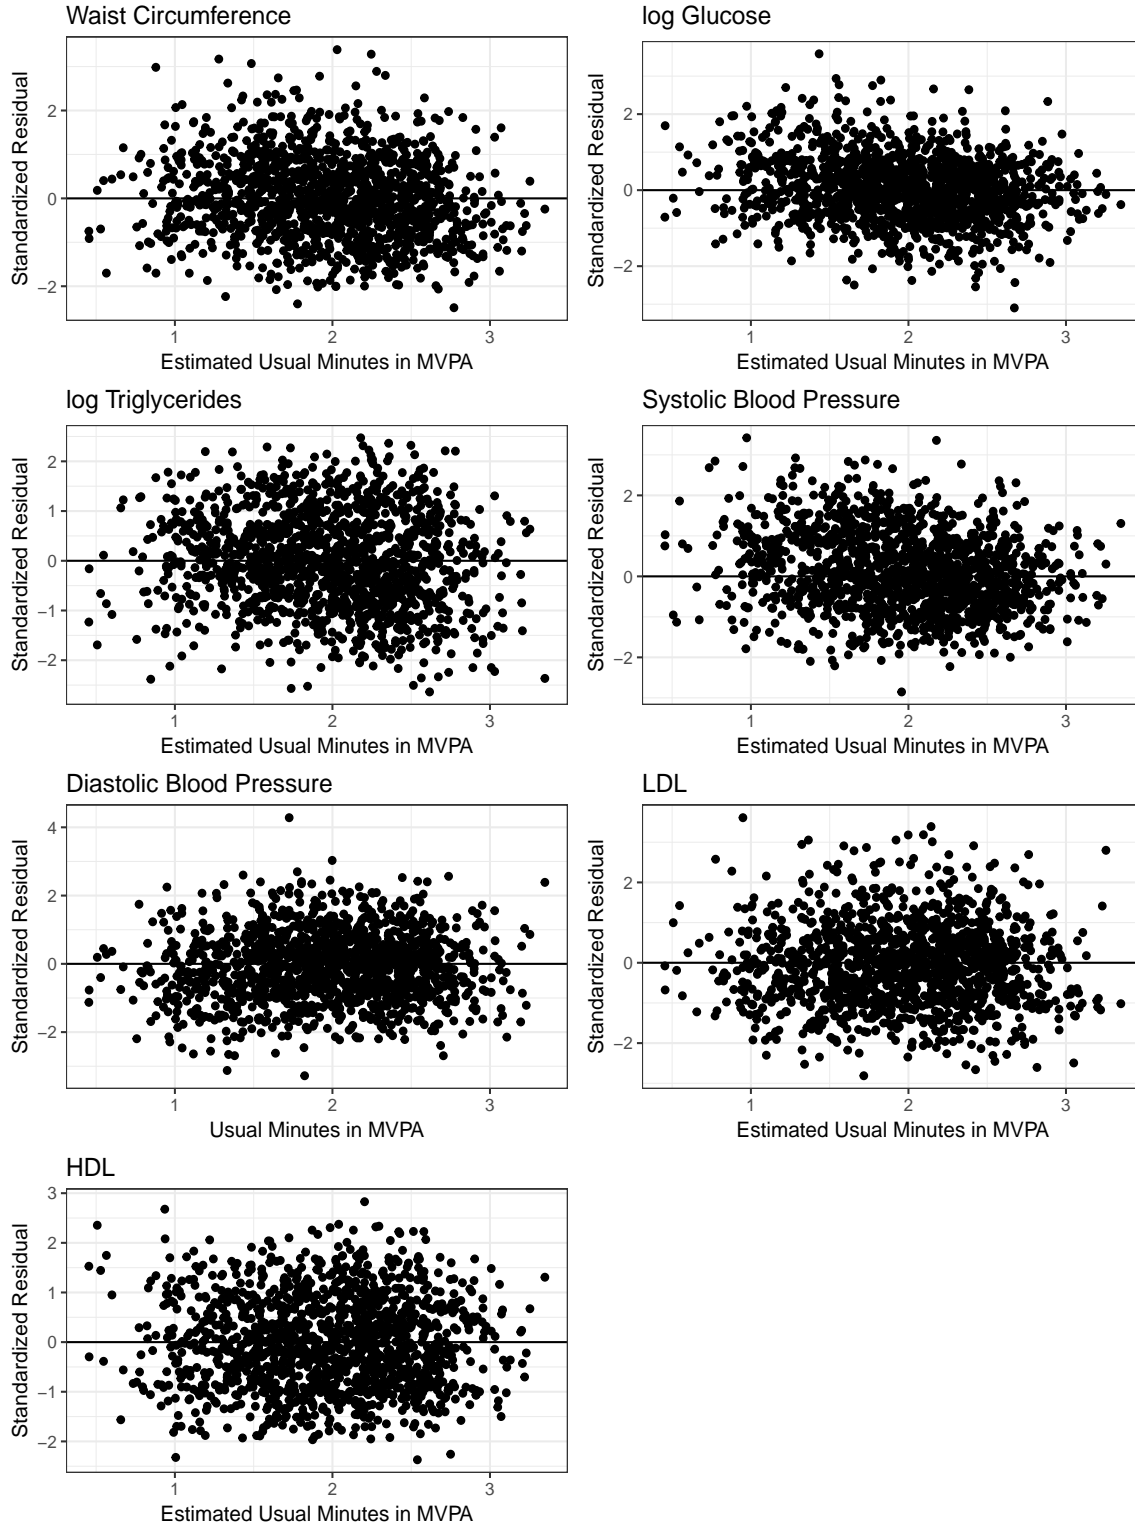 Waist Circumference
Standardized Residual
2
0
−2
1 2 3
Estimated Usual Minutes in MVPA
log Glucose
Standardized Residual
2
0
−2
1 2 3
Estimated Usual Minutes in MVPA
log Triglycerides
Standardized Residual
2
1
0
−1
−2
1 2 3
Estimated Usual Minutes in MVPA
Systolic Blood Pressure
Standardized Residual
2
0
−2
1 2 3
Estimated Usual Minutes in MVPA
Diastolic Blood Pressure
Standardized Residual
4
2
0
−2
1 2 3
Usual Minutes in MVPA
LDL
Standardized Residual
2
0
−2
1 2 3
Estimated Usual Minutes in MVPA
HDL
Standardized Residual
3
2
1
0
−1
−2
1 2 3
Estimated Usual Minutes in MVPA